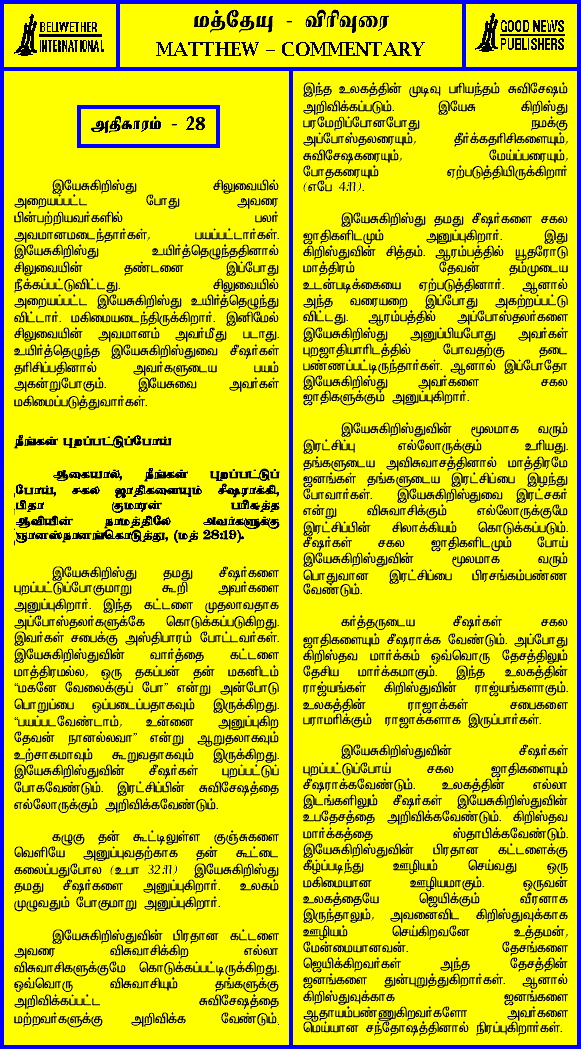 BELLWETHER
INTERNATIONAL
மத்தேயு - விரிவுரை
MATTHEW – COMMENTARY
GOOD NEWS
PUBLISHERS
அதிகாரம் - 28
இயேசுகிறிஸ்து சிலுவையில்
அறையப்பட்ட போது அவரை
பின்பற்றியவர்களில் பலர்
அவமானமடைந்தார்கள், பயப்பட்டார்கள்.
இயேசுகிறிஸ்து உயிர்த்தெழுந்ததினால்
சிலுவையின் தண்டனை இப்போது
நீக்கப்பட்டுவிட்டது. சிலுவையில்
அறையப்பட்ட இயேசுகிறிஸ்து உயிர்த்தெழுந்து
விட்டார். மகிமையடைந்திருக்கிறார். இனிமேல்
சிலுவையின் அவமானம் அவர்மீது படாது.
உயிர்த்தெழுந்த இயேசுகிறிஸ்துவை சீஷர்கள்
தரிசிப்பதினால் அவர்களுடைய பயம்
அகன்றுபோகும். இயேசுவை அவர்கள்
மகிமைப்படுத்துவார்கள்.
நீங்கள் புறப்பட்டுப்போய்
ஆகையால், நீங்கள் புறப்பட்டுப்
போய், சகல ஜாதிகளையும் சீஷராக்கி,
பிதா குமாரன் பரிசுத்த
ஆவியின் நாமத்திலே அவர்களுக்கு
ஞானஸ்நானங்கொடுத்து, (மத் 28:19).
இயேசுகிறிஸ்து தமது சீஷர்களை
புறப்பட்டுப்போகுமாறு கூறி அவர்களை
அனுப்புகிறார். இந்த கட்டளை முதலாவதாக
அப்போஸ்தலர்களுக்கே கொடுக்கப்படுகிறது.
இவர்கள் சபைக்கு அஸ்திபாரம் போட்டவர்கள்.
இயேசுகிறிஸ்துவின் வார்த்தை கட்டளை
மாத்திரமல்ல, ஒரு தகப்பன் தன் மகனிடம்
"மகனே வேலைக்குப் போ" என்று அன்போடு
பொறுப்பை ஒப்படைப்பதாகவும் இருக்கிறது.
"பயப்படவேண்டாம், உன்னை அனுப்புகிற
தேவன் நானல்லவா" என்று ஆறுதலாகவும்
உற்சாகமாவும் கூறுவதாகவும் இருக்கிறது.
இயேசுகிறிஸ்துவின் சீஷர்கள் புறப்பட்டுப்
போகவேண்டும். இரட்சிப்பின் சுவிசேஷத்தை
எல்லோருக்கும் அறிவிக்கவேண்டும்.
கழுகு தன் கூட்டிலுள்ள குஞ்சுகளை
வெளியே அனுப்புவதற்காக தன் கூட்டை
கலைப்பதுபோல (உபா 32:11) இயேசுகிறிஸ்து
தமது சீஷர்களை அனுப்புகிறார். உலகம்
முழுவதும் போகுமாறு அனுப்புகிறார்.
இயேசுகிறிஸ்துவின் பிரதான கட்டளை
அவரை விசுவாசிக்கிற எல்லா
விசுவாசிகளுக்குமே கொடுக்கப்பட்டிருக்கிறது.
ஒவ்வொரு விசுவாசியும் தங்களுக்கு
அறிவிக்கப்பட்ட சுவிசேஷத்தை
மற்றவர்களுக்கு அறிவிக்க வேண்டும்.
இந்த உலகத்தின் முடிவு பரியந்தம் சுவிசேஷம்
அறிவிக்கப்படும். இயேசு கிறிஸ்து
பரமேறிப்போனபோது நமக்கு
அப்போஸ்தலரையும், தீர்க்கதரிசிகளையும்,
சுவிசேஷகரையும், மேய்ப்பரையும்,
போதகரையும் ஏற்படுத்தியிருக்கிறார்
(எபே 4:11).
இயேசுகிறிஸ்து தமது சீஷர்களை சகல
ஜாதிகளிடமும் அனுப்புகிறார். இது
கிறிஸ்துவின் சித்தம். ஆரம்பத்தில் யூதரோடு
மாத்திரம் தேவன் தம்முடைய
உடன்படிக்கையை ஏற்படுத்தினார். ஆனால்
அந்த வரையறை இப்போது அகற்றப்பட்டு
விட்டது. ஆரம்பத்தில் அப்போஸ்தலர்களை
இயேசுகிறிஸ்து அனுப்பியபோது அவர்கள்
புறஜாதியாரிடத்தில் போவதற்கு தடை
பண்ணப்பட்டிருந்தார்கள். ஆனால் இப்போதோ
இயேசுகிறிஸ்து அவர்களை சகல
ஜாதிகளுக்கும் அனுப்புகிறார்.
இயேசுகிறிஸ்துவின் மூலமாக வரும்
இரட்சிப்பு எல்லோருக்கும் உரியது.
தங்களுடைய அவிசுவாசத்தினால் மாத்திரமே
ஜனங்கள் தங்களுடைய இரட்சிப்பை இழந்து
போவார்கள். இயேசுகிறிஸ்துவை இரட்சகர்
என்று விசுவாசிக்கும் எல்லோருக்குமே
இரட்சிப்பின் சிலாக்கியம் கொடுக்கப்படும்.
சீஷர்கள் சகல ஜாதிகளிடமும் போய்
இயேசுகிறிஸ்துவின் மூலமாக வரும்
பொதுவான இரட்சிப்பை பிரசங்கம்பண்ண
வேண்டும்.
கர்த்தருடைய சீஷர்கள் சகல
ஜாதிகளையும் சீஷராக்க வேண்டும். அப்போது
கிறிஸ்தவ மார்க்கம் ஒவ்வொரு தேசத்திலும்
தேசிய மார்க்கமாகும். இந்த உலகத்தின்
ராஜ்யங்கள் கிறிஸ்துவின் ராஜ்யங்களாகும்.
உலகத்தின் ராஜாக்கள் சபைகளை
பராமரிக்கும் ராஜாக்களாக இருப்பார்கள்.
இயேசுகிறிஸ்துவின் சீஷர்கள்
புறப்பட்டுப்போய் சகல ஜாதிகளையும்
சீஷராக்கவேண்டும். உலகத்தின் எல்லா
இடங்களிலும் சீஷர்கள் இயேசுகிறிஸ்துவின்
உபதேசத்தை அறிவிக்கவேண்டும். கிறிஸ்தவ
மார்க்கத்தை ஸ்தாபிக்கவேண்டும்.
இயேசுகிறிஸ்துவின் பிரதான கட்டளைக்கு
கீழ்ப்படிந்து ஊழியம் செய்வது ஒரு
மகிமையான ஊழியமாகும். ஒருவன்
உலகத்தையே ஜெயிக்கும் வீரனாக
இருந்தாலும், அவனைவிட கிறிஸ்துவுக்காக
ஊழியம் செய்கிறவனே உத்தமன்,
மேன்மையானவன். தேசங்களை
ஜெயிக்கிறவர்கள் அந்த தேசத்தின்
ஜனங்களை துன்புறுத்துகிறார்கள். ஆனால்
கிறிஸ்துவுக்காக ஜனங்களை
ஆதாயம்பண்ணுகிறவர்களோ அவர்களை
மெய்யான சந்தோஷத்தினால் நிரப்புகிறார்கள்.